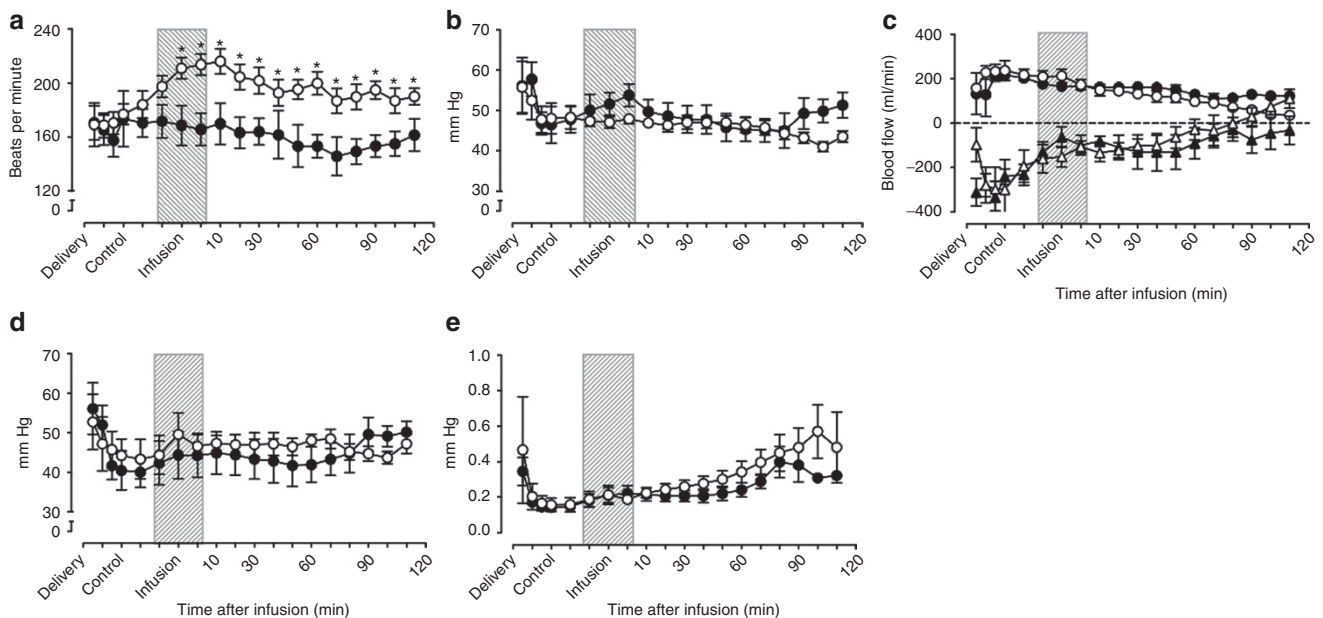 a
Beats per minute
240
200
160
120
0
* * * * * * * * * * * * *
Delivery Control Infusion 10 30 60 90 120
b
mm Hg
70
60
50
40
30
0
Delivery Control Infusion 10 30 60 90 120
c
Blood flow (ml/min)
400
200
0
−200
−400
Delivery Control Infusion 10 30 60 90 120
Time after infusion (min)
d
mm Hg
70
60
50
40
30
0
Delivery Control Infusion 10 30 60 90 120
Time after infusion (min)
e
mm Hg
1.0
0.8
0.6
0.4
0.2
0.0
Delivery Control Infusion 10 30 60 90 120
Time after infusion (min)